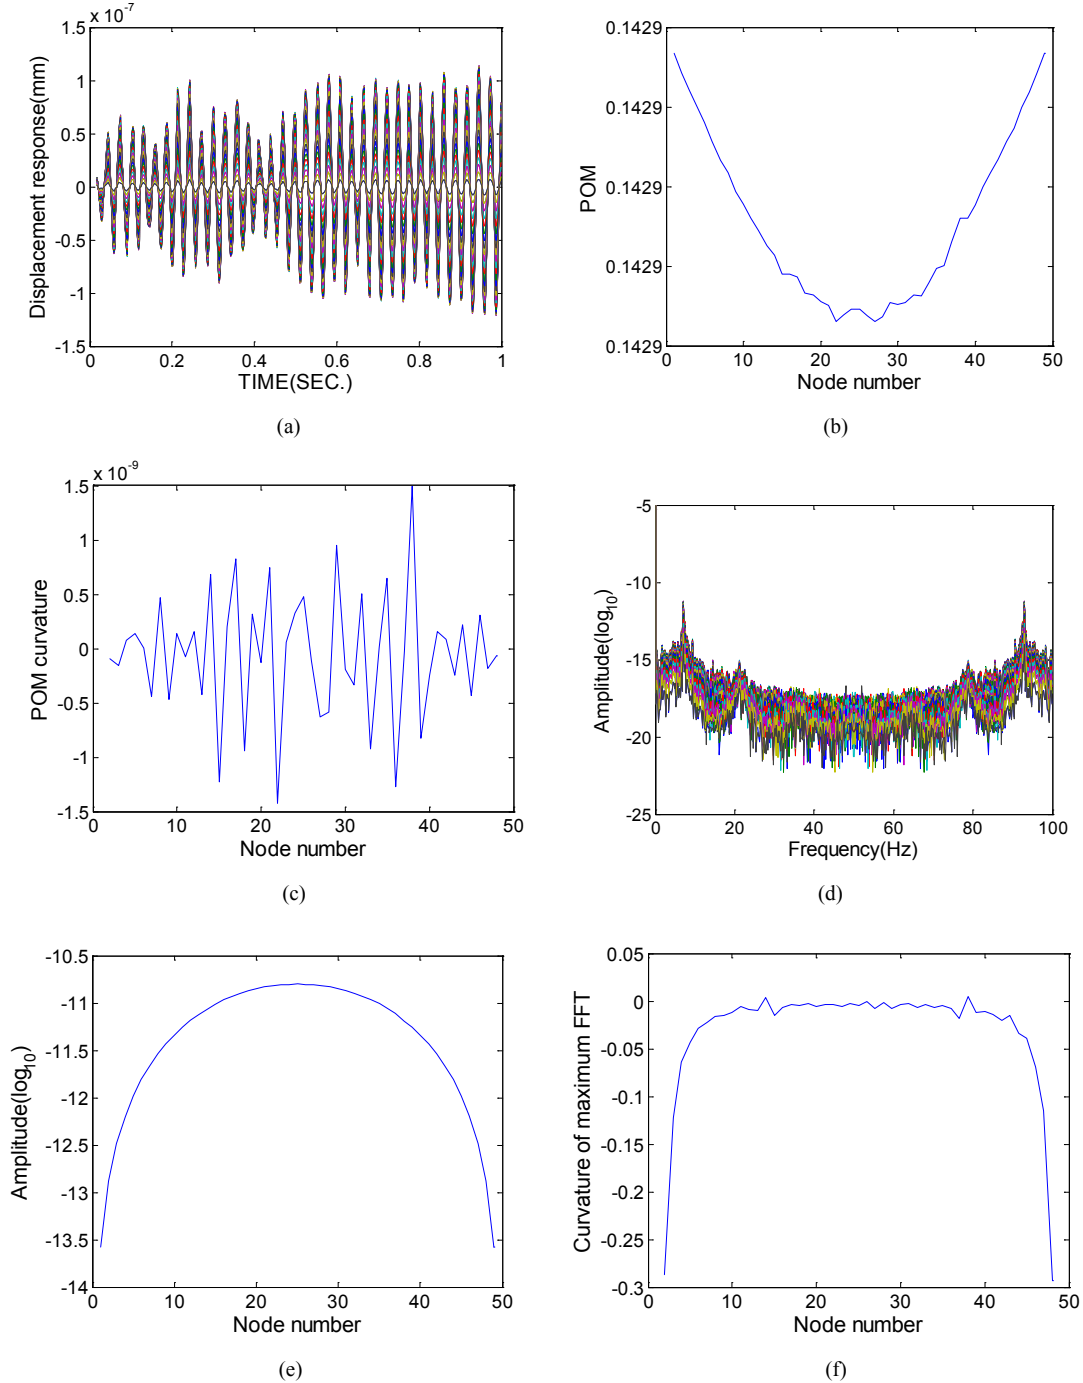 x 10^-7
1.5
1
0.5
0
-0.5
-1
-1.5
0 0.2 0.4 0.6 0.8 1
Displacement response(mm)
TIME(SEC.)
(a)
0.1429
0.1429
0.1429
0.1429
0.1429
0 10 20 30 40 50
POM
Node number
(b)
x 10^-9
1.5
1
0.5
0
-0.5
-1
-1.5
0 10 20 30 40 50
POM curvature
Node number
(c)
-5
-10
-15
-20
-25
0 20 40 60 80 100
Amplitude(log10)
Frequency(Hz)
(d)
-10.5
-11
-11.5
-12
-12.5
-13
-13.5
-14
0 10 20 30 40 50
Amplitude(log10)
Node number
(e)
0.05
0
-0.05
-0.1
-0.15
-0.2
-0.25
-0.3
0 10 20 30 40 50
Curvature of maximum FFT
Node number
(f)